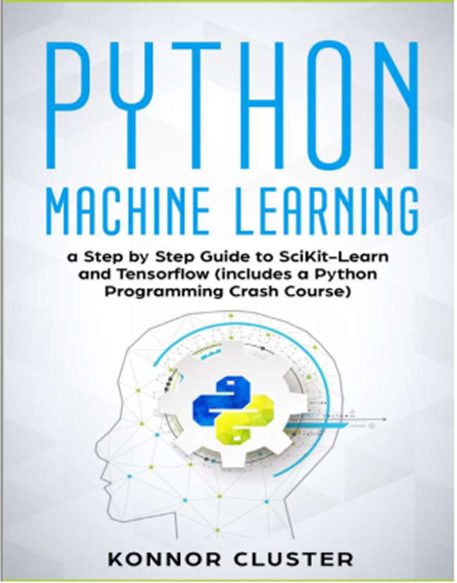 PYTHON
MACHINE LEARNING
a Step by Step Guide to SciKit-Learn
and Tensorflow (includes a Python
Programming Crash Course)
KONNOR CLUSTER